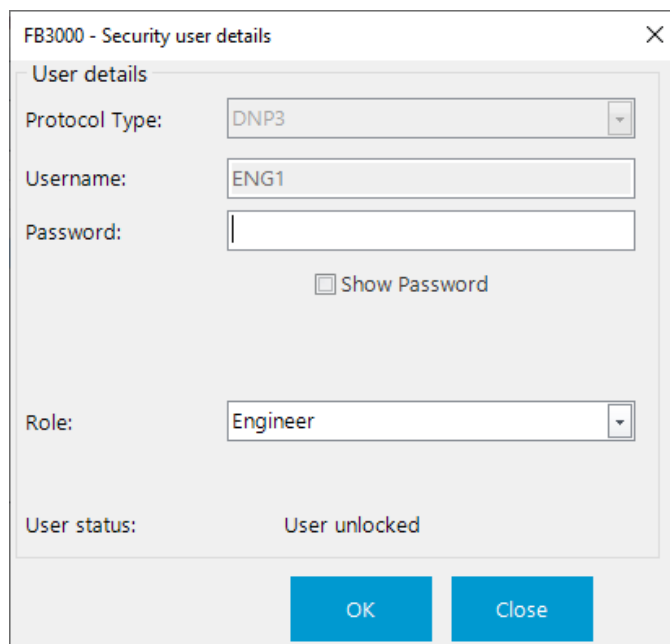 FB3000 - Security user details
User details
Protocol Type: DNP3
Username: ENG1
Password:
Show Password
Role: Engineer
User status: User unlocked
OK Close